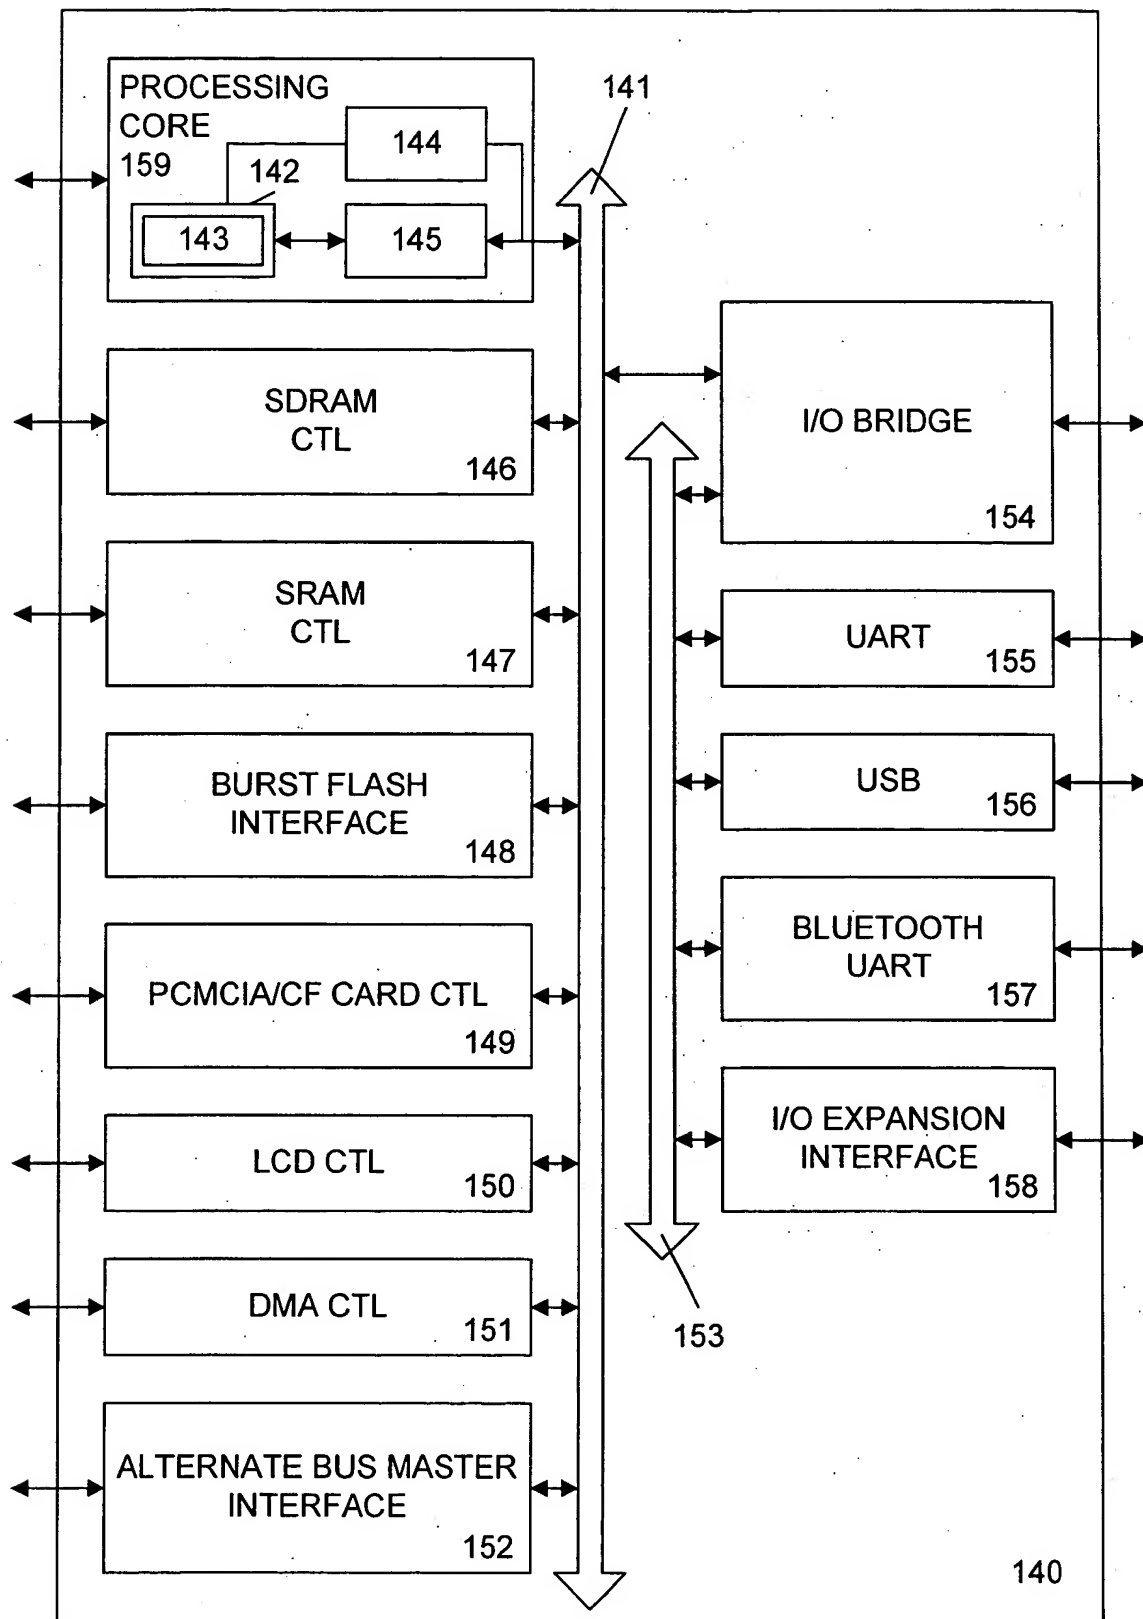 141
PROCESSING
CORE
159
142
143
144
145
SDRAM
CTL
146
SRAM
CTL
147
BURST FLASH
INTERFACE
148
PCMCIA/CF CARD CTL
149
LCD CTL
150
DMA CTL
151
ALTERNATE BUS MASTER
INTERFACE
152
I/O BRIDGE
154
UART
155
USB
156
BLUETOOTH
UART
157
I/O EXPANSION
INTERFACE
158
153
140